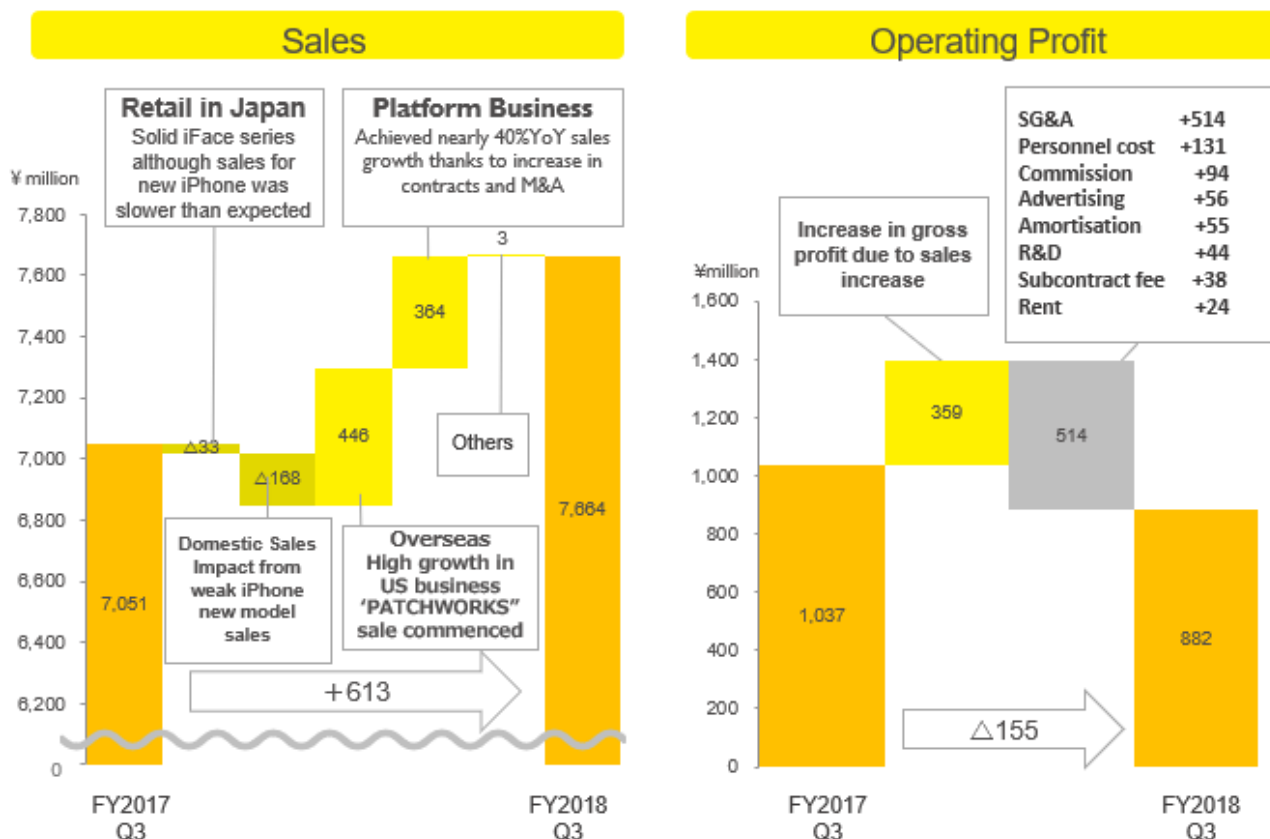 Sales
Retail in Japan
Solid iFace series
although sales for
new iPhone was
slower than expected
Platform Business
Achieved nearly 40%YoY sales
growth thanks to increase in
contracts and M&A
¥ million
7,800
7,600
7,400
7,200
7,000
6,800
6,600
6,400
6,200
0
7,051
△33
△168
446
364
3
7,664
Others
Domestic Sales
Impact from
weak iPhone
new model
sales
Overseas
High growth in
US business
‘PATCHWORKS”
sale commenced
+613
FY2017
Q3
FY2018
Q3
Operating Profit
SG&A +514
Personnel cost +131
Commission +94
Advertising +56
Amortisation +55
R&D +44
Subcontract fee +38
Rent +24
Increase in gross
profit due to sales
increase
¥million
1,600
1,400
1,200
1,000
800
600
400
200
0
1,037
359
514
882
△155
FY2017
Q3
FY2018
Q3